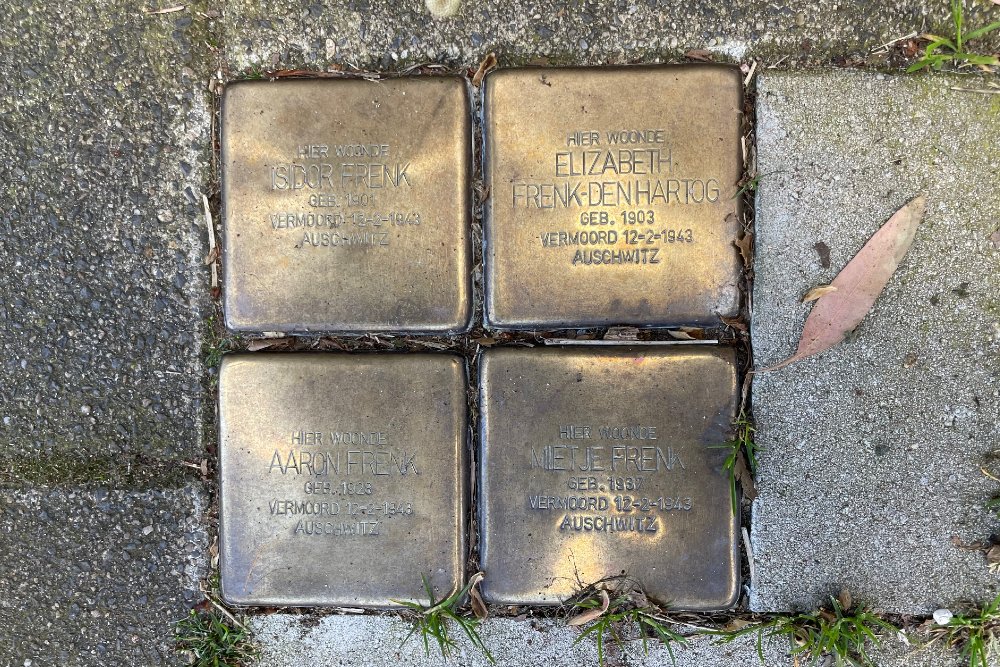 HIER WOONDE
ISIDOR FRENK
GEB. 1901
VERMOORD 12-2-1943
AUSCHWITZ
HIER WOONDE
ELIZABETH
FRENK-DEN HARTOG
GEB. 1903
VERMOORD 12-2-1943
AUSCHWITZ
HIER WOONDE
AARON FRENK
GEB. 1928
VERMOORD 12-2-1943
AUSCHWITZ
HIER WOONDE
MIETJE FRENK
GEB. 1937
VERMOORD 12-2-1943
AUSCHWITZ